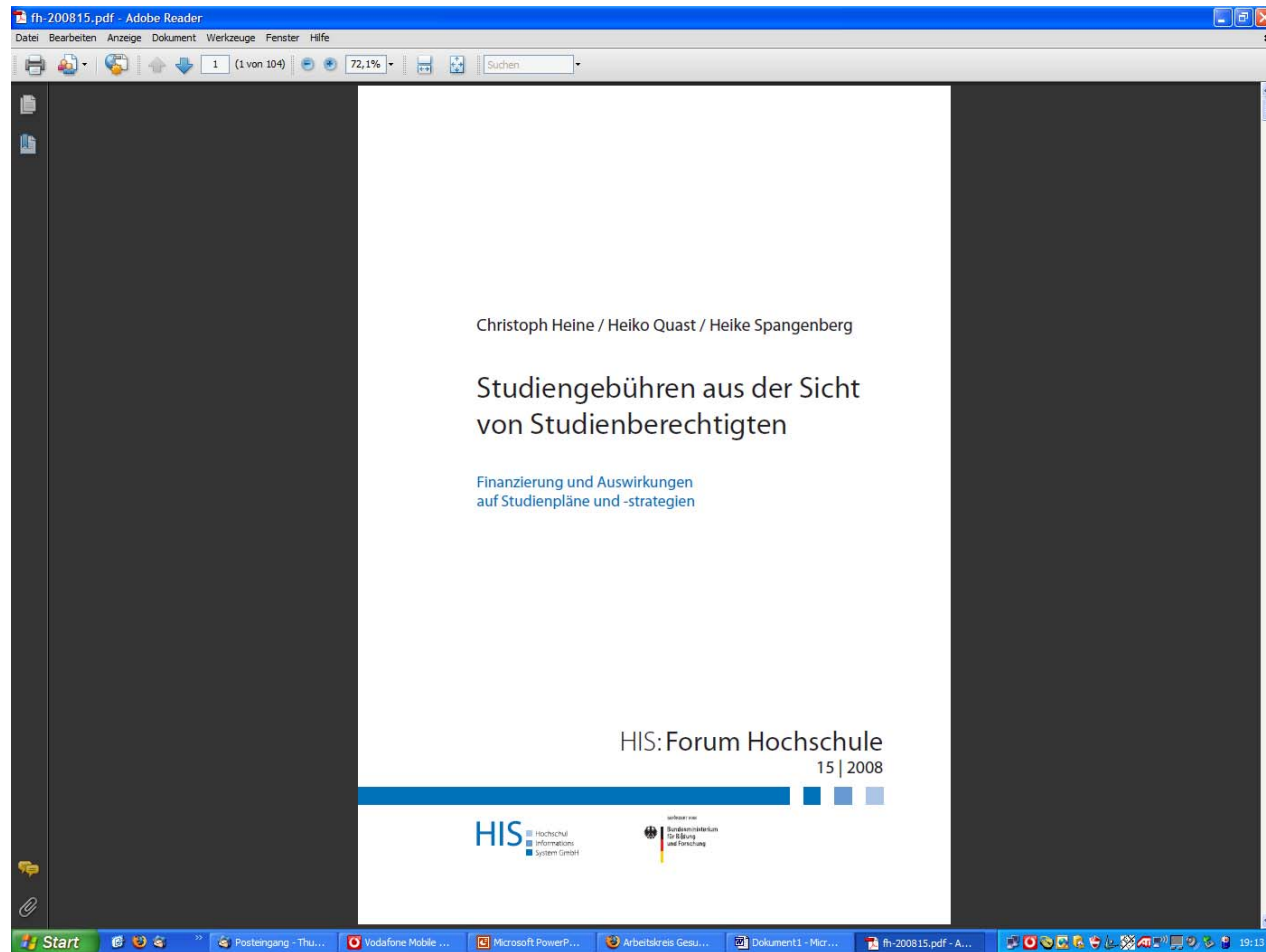 fh-200815.pdf - Adobe Reader
Datei Bearbeiten Anzeige Dokument Werkzeuge Fenster Hilfe
1 (1 von 104) 72,1% Suchen
Christoph Heine / Heiko Quast / Heike Spangenberg
Studiengebühren aus der Sicht
von Studienberechtigten
Finanzierung und Auswirkungen
auf Studienpläne und -strategien
HIS: Forum Hochschule
15 | 2008
HIS
Hochschul
Informations
System GmbH
Bundesministerium
für Bildung
und Forschung
Start
Posteingang - Thu...
Vodafone Mobile ...
Microsoft PowerP...
Arbeitskreis Gesu...
Dokument1 - Micr...
fh-200815.pdf - A...
19:13